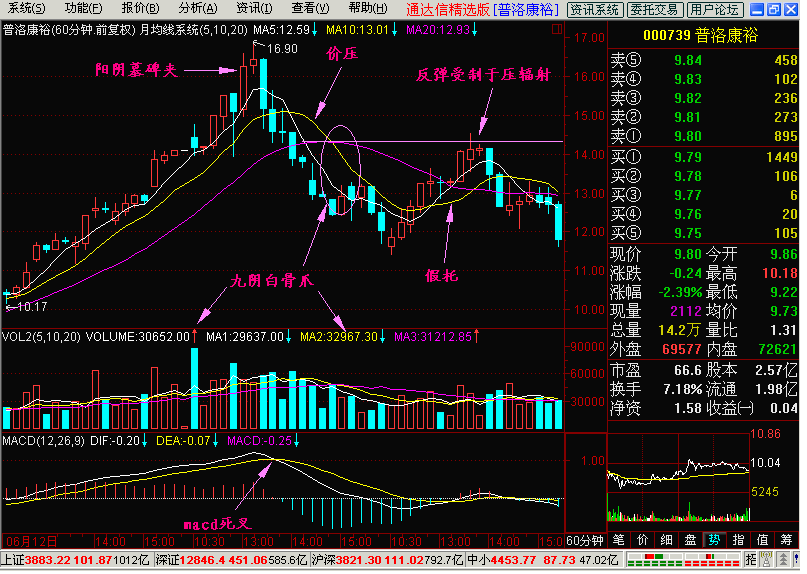 系统(S) 功能(F) 报价(B) 分析(A) 资讯(I) 查看(V) 帮助(H) 通达信精选版 [普洛康裕] 资讯系统 委托交易 用户论坛
普洛康裕(60分钟.前复权) 月均线系统(5,10,20) MA5:12.59↓ MA10:13.01↓ MA20:12.93↓
17.00
←16.90
价压
阳阴墓碑夹
反弹受制于压辐射
16.00
15.00
14.00
13.00
12.00
11.00
10.00
假托
九阴白骨爪
←10.17
VOL2(5,10,20) VOLUME:30652.00↑ MA1:29637.00↓ MA2:32967.30↓ MA3:31212.85↑
90000
60000
30000
MACD(12,26,9) DIF:-0.20↓ DEA:-0.07↓ MACD:-0.25↓
1.00
macd死叉
06月12日 14:00 15:00 10:30 13:00 14:00 15:00 10:30 13:00 14:00 15:0 60分钟
000739 普洛康裕
卖⑤ 9.84 458
卖④ 9.83 102
卖③ 9.82 236
卖② 9.81 273
卖① 9.80 895
买① 9.79 1449
买② 9.78 106
买③ 9.77 6
买④ 9.76 20
买⑤ 9.75 105
现价 9.80 今开 9.86
涨跌 -0.24 最高 10.18
涨幅 -2.39% 最低 9.22
现量 2112 均价 9.73
总量 14.2万 量比 1.31
外盘 69577 内盘 72621
市盈 66.6 股本 2.57亿
换手 7.18% 流通 1.98亿
净资 1.58 收益㈠ 0.04
10.86
10.04
5245
笔 价 细 盘 势 指 值 筹
上证3883.22 101.87 1012亿 深证12846.4 451.06 585.6亿 沪深3821.30 111.02 792.7亿 中小4453.77 87.73 47.02亿 招